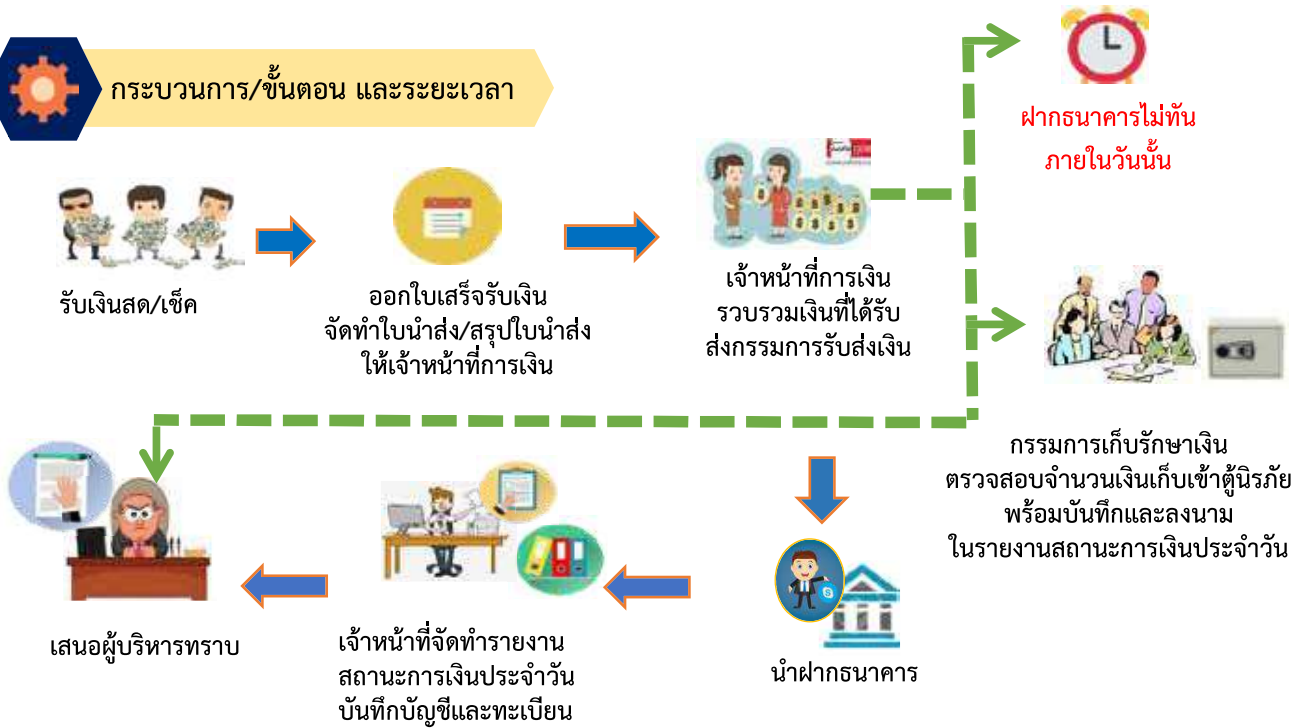 กระบวนการ/ขั้นตอน และระยะเวลา
ฝากธนาคารไม่ทัน
ภายในวันนั้น
รับเงินสด/เช็ค
ออกใบเสร็จรับเงิน
จัดทำใบนำส่ง/สรุปใบนำส่ง
ให้เจ้าหน้าที่การเงิน
เจ้าหน้าที่การเงิน
รวบรวมเงินที่ได้รับ
ส่งกรรมการรับส่งเงิน
กรรมการเก็บรักษาเงิน
ตรวจสอบจำนวนเงินเก็บเข้าตู้นิรภัย
พร้อมบันทึกและลงนาม
ในรายงานสถานะการเงินประจำวัน
นำฝากธนาคาร
เจ้าหน้าที่จัดทำรายงาน
สถานะการเงินประจำวัน
บันทึกบัญชีและทะเบียน
เสนอผู้บริหารทราบ